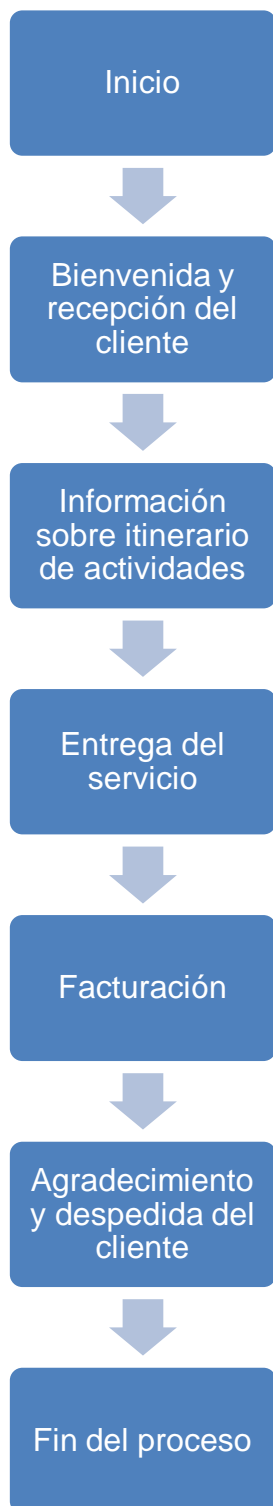 Inicio
Bienvenida y
recepción del
cliente
Información
sobre itinerario
de actividades
Entrega del
servicio
Facturación
Agradecimiento
y despedida del
cliente
Fin del proceso